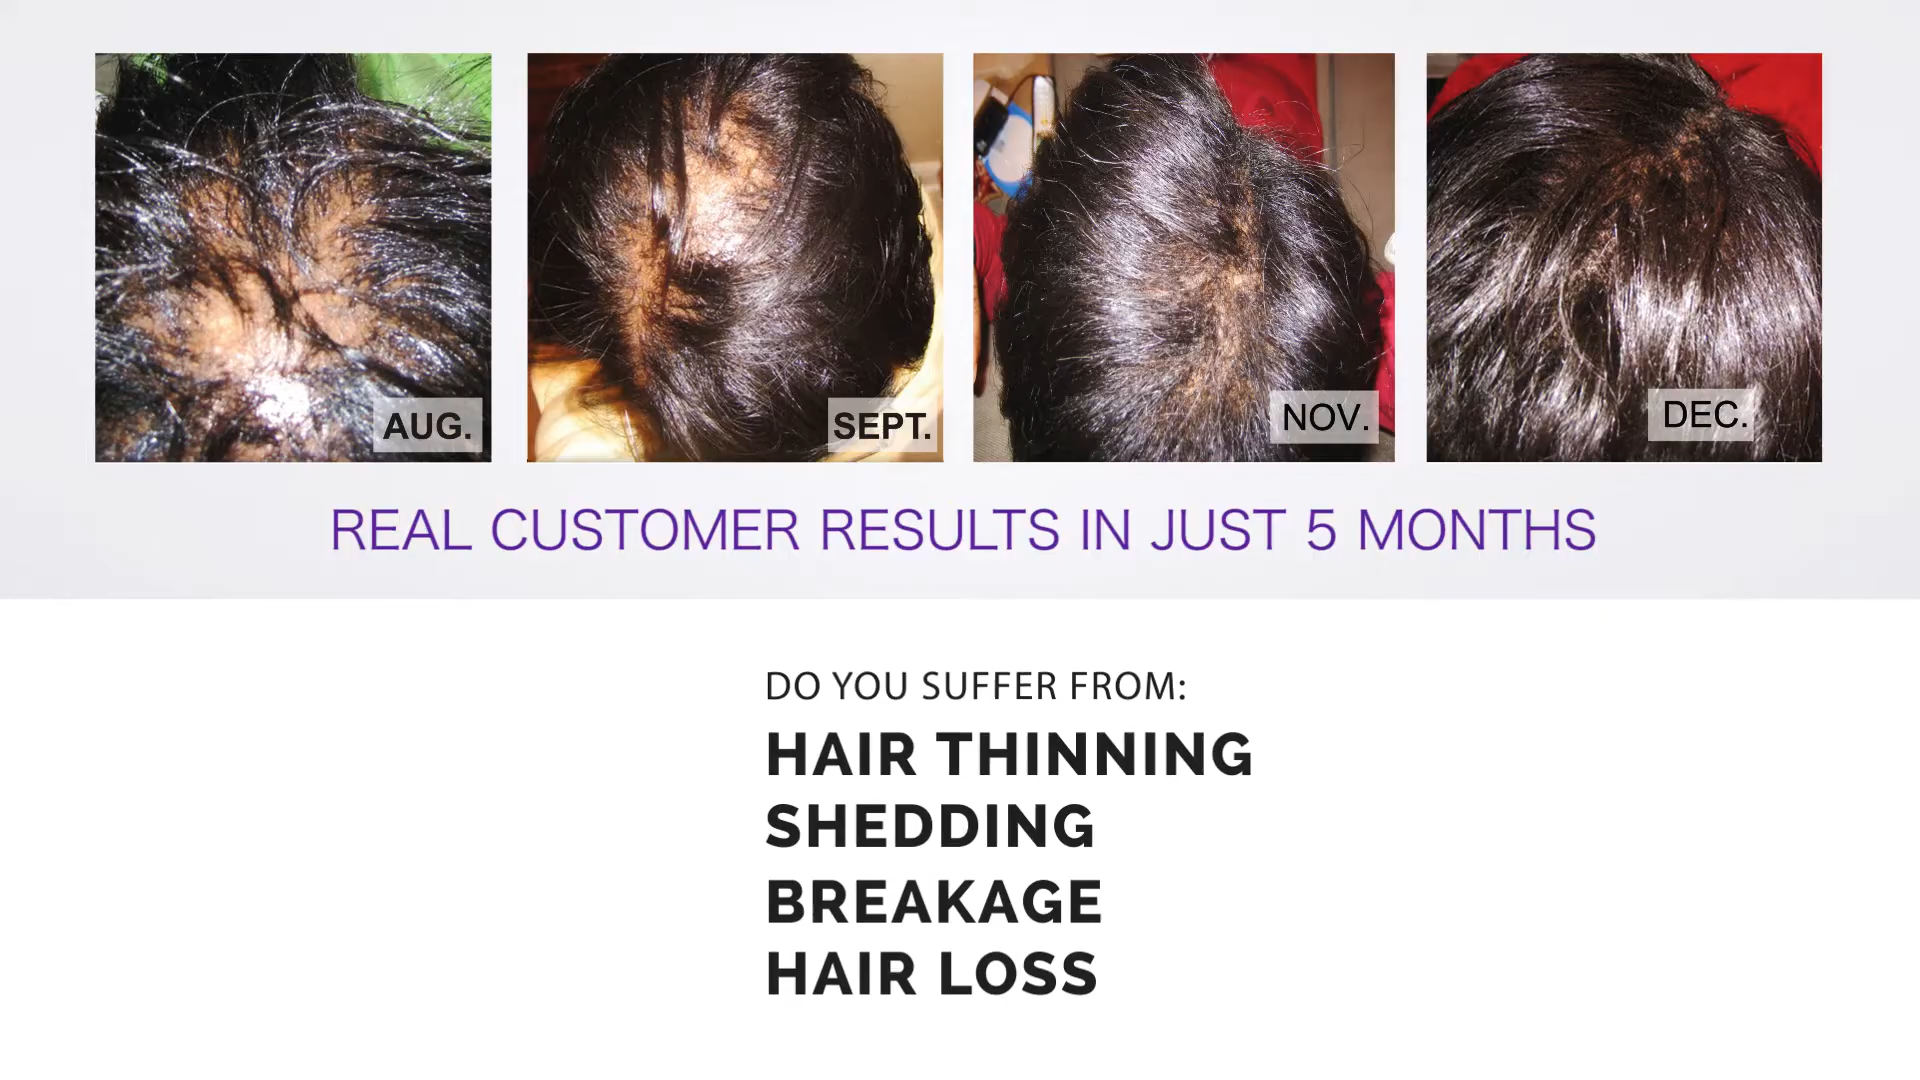 AUG.
SEPT.
NOV.
DEC.
REAL CUSTOMER RESULTS IN JUST 5 MONTHS
DO YOU SUFFER FROM:
HAIR THINNING
SHEDDING
BREAKAGE
HAIR LOSS